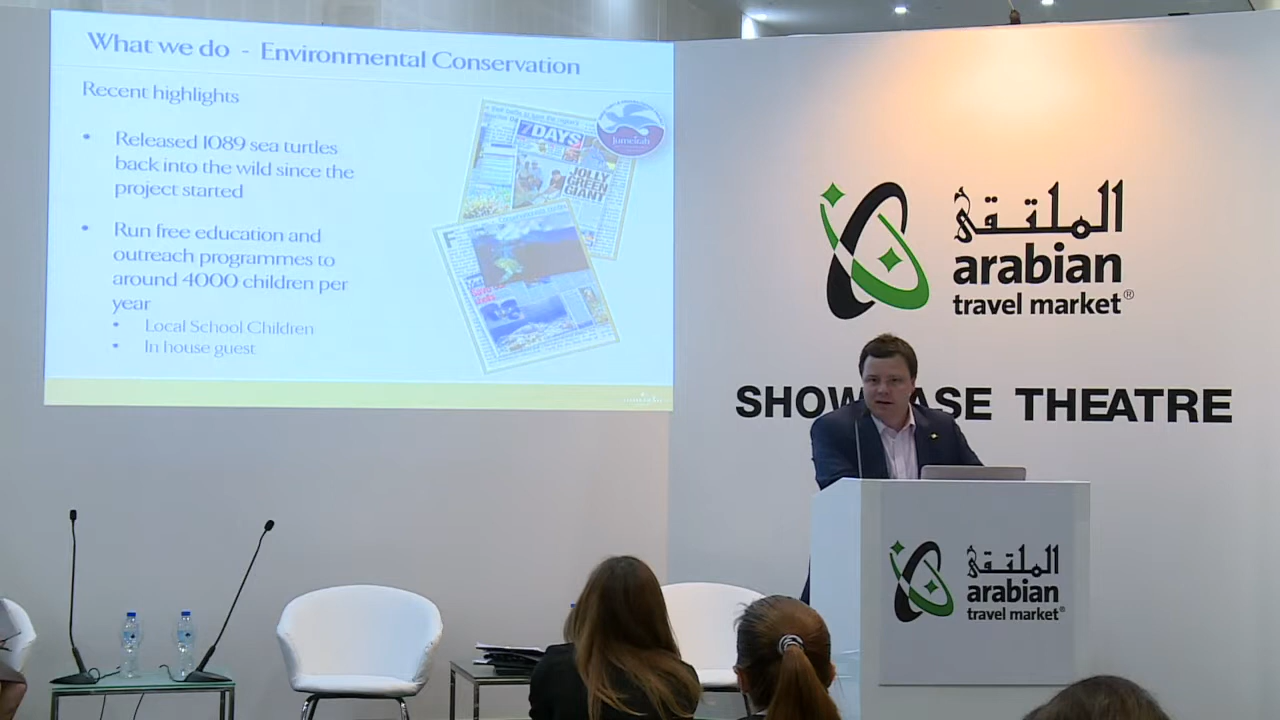 What we do - Environmental Conservation
Recent highlights
• Released 1089 sea turtles
back into the wild since the
project started
• Run free education and
outreach programmes to
around 4000 children per
year
• Local School Children
• In house guest
7DAYS
JOLLY
GREEN
GIANT
Jumeirah
الملتقى
arabian
travel market®
SHOWCASE THEATRE
الملتقى
arabian
travel market®